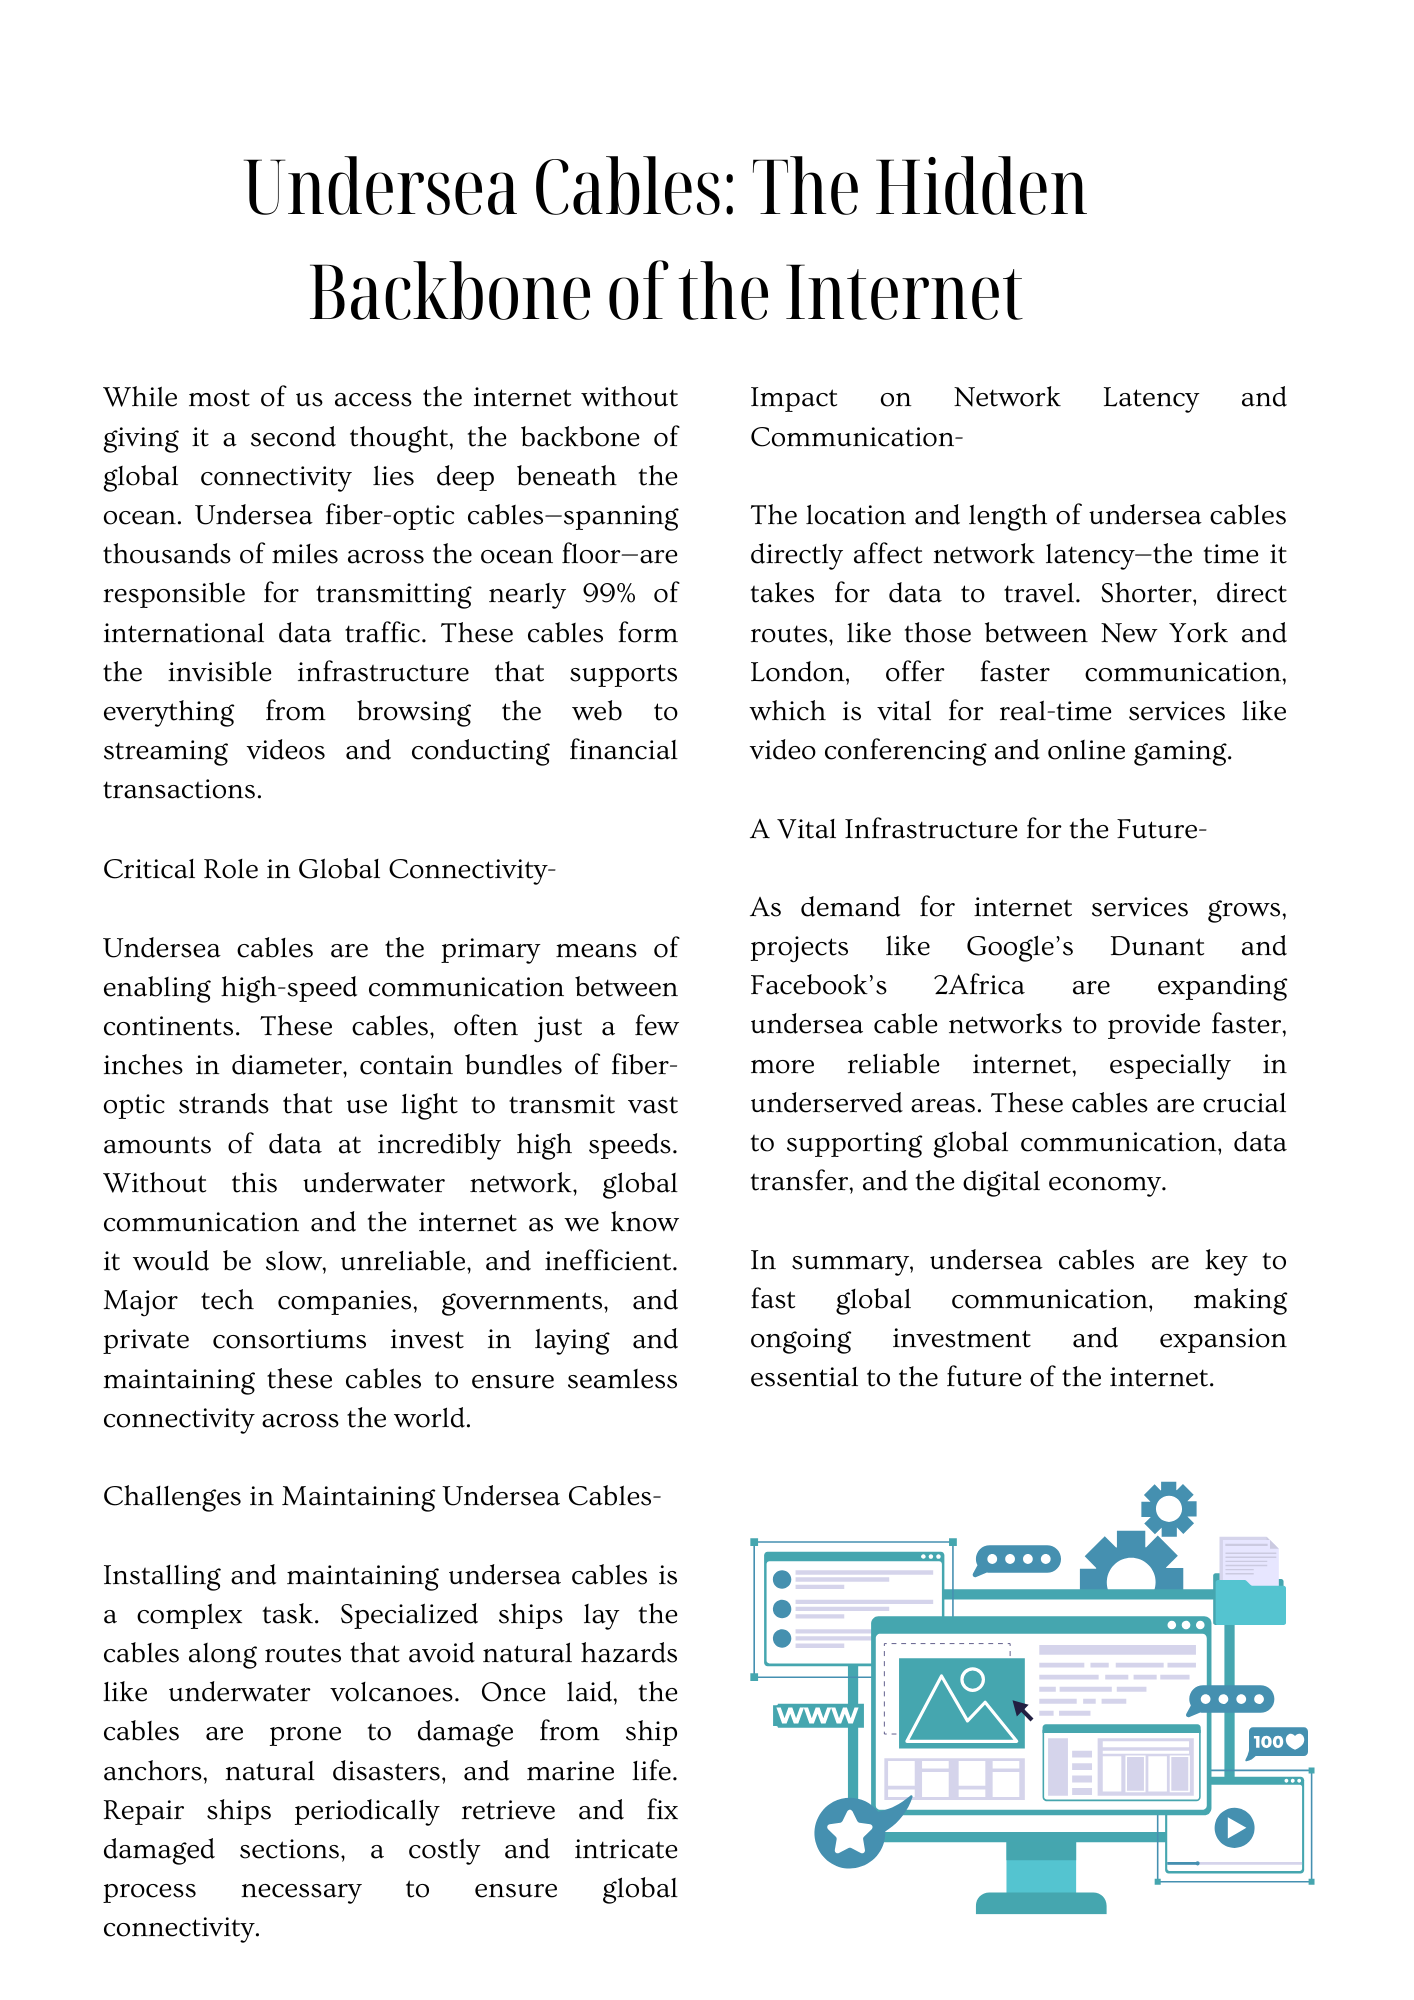 Undersea Cables: The Hidden
Backbone of the Internet
While most of us access the internet without
giving it a second thought, the backbone of
global connectivity lies deep beneath the
ocean. Undersea fiber-optic cables—spanning
thousands of miles across the ocean floor—are
responsible for transmitting nearly 99% of
international data traffic. These cables form
the invisible infrastructure that supports
everything from browsing the web to
streaming videos and conducting financial
transactions.
Critical Role in Global Connectivity-
Undersea cables are the primary means of
enabling high-speed communication between
continents. These cables, often just a few
inches in diameter, contain bundles of fiber-
optic strands that use light to transmit vast
amounts of data at incredibly high speeds.
Without this underwater network, global
communication and the internet as we know
it would be slow, unreliable, and inefficient.
Major tech companies, governments, and
private consortiums invest in laying and
maintaining these cables to ensure seamless
connectivity across the world.
Challenges in Maintaining Undersea Cables-
Installing and maintaining undersea cables is
a complex task. Specialized ships lay the
cables along routes that avoid natural hazards
like underwater volcanoes. Once laid, the
cables are prone to damage from ship
anchors, natural disasters, and marine life.
Repair ships periodically retrieve and fix
damaged sections, a costly and intricate
process necessary to ensure global
connectivity.
Impact on Network Latency and
Communication-
The location and length of undersea cables
directly affect network latency—the time it
takes for data to travel. Shorter, direct
routes, like those between New York and
London, offer faster communication,
which is vital for real-time services like
video conferencing and online gaming.
A Vital Infrastructure for the Future-
As demand for internet services grows,
projects like Google’s Dunant and
Facebook’s 2Africa are expanding
undersea cable networks to provide faster,
more reliable internet, especially in
underserved areas. These cables are crucial
to supporting global communication, data
transfer, and the digital economy.
In summary, undersea cables are key to
fast global communication, making
ongoing investment and expansion
essential to the future of the internet.
WWW
100